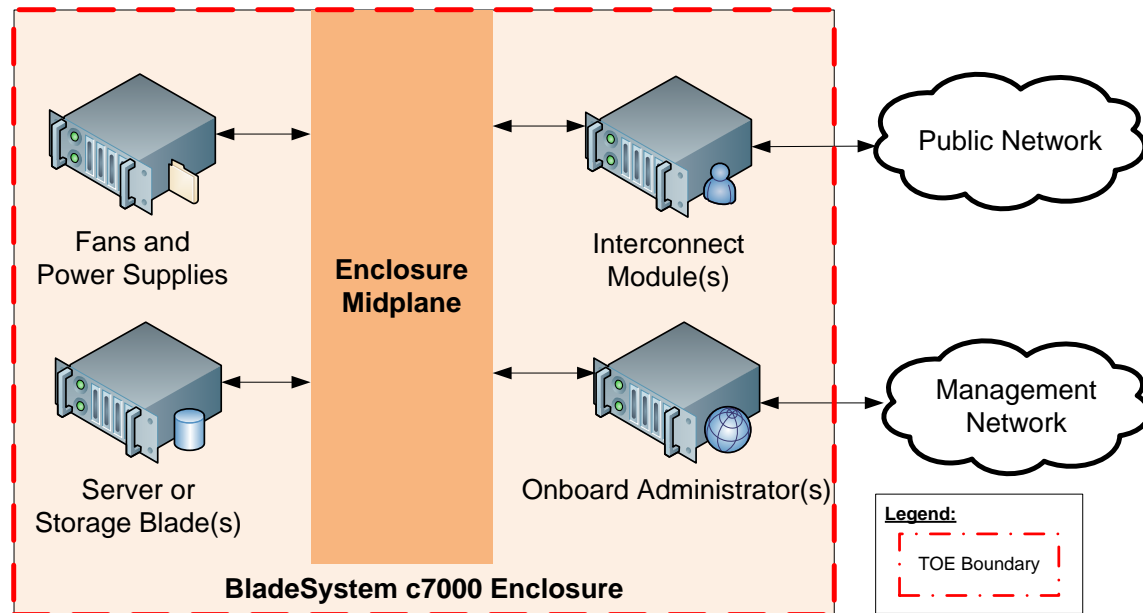 Fans and
Power Supplies
Enclosure
Midplane
Interconnect
Module(s)
Public Network
Server or
Storage Blade(s)
Onboard Administrator(s)
Management
Network
BladeSystem c7000 Enclosure
Legend:
TOE Boundary